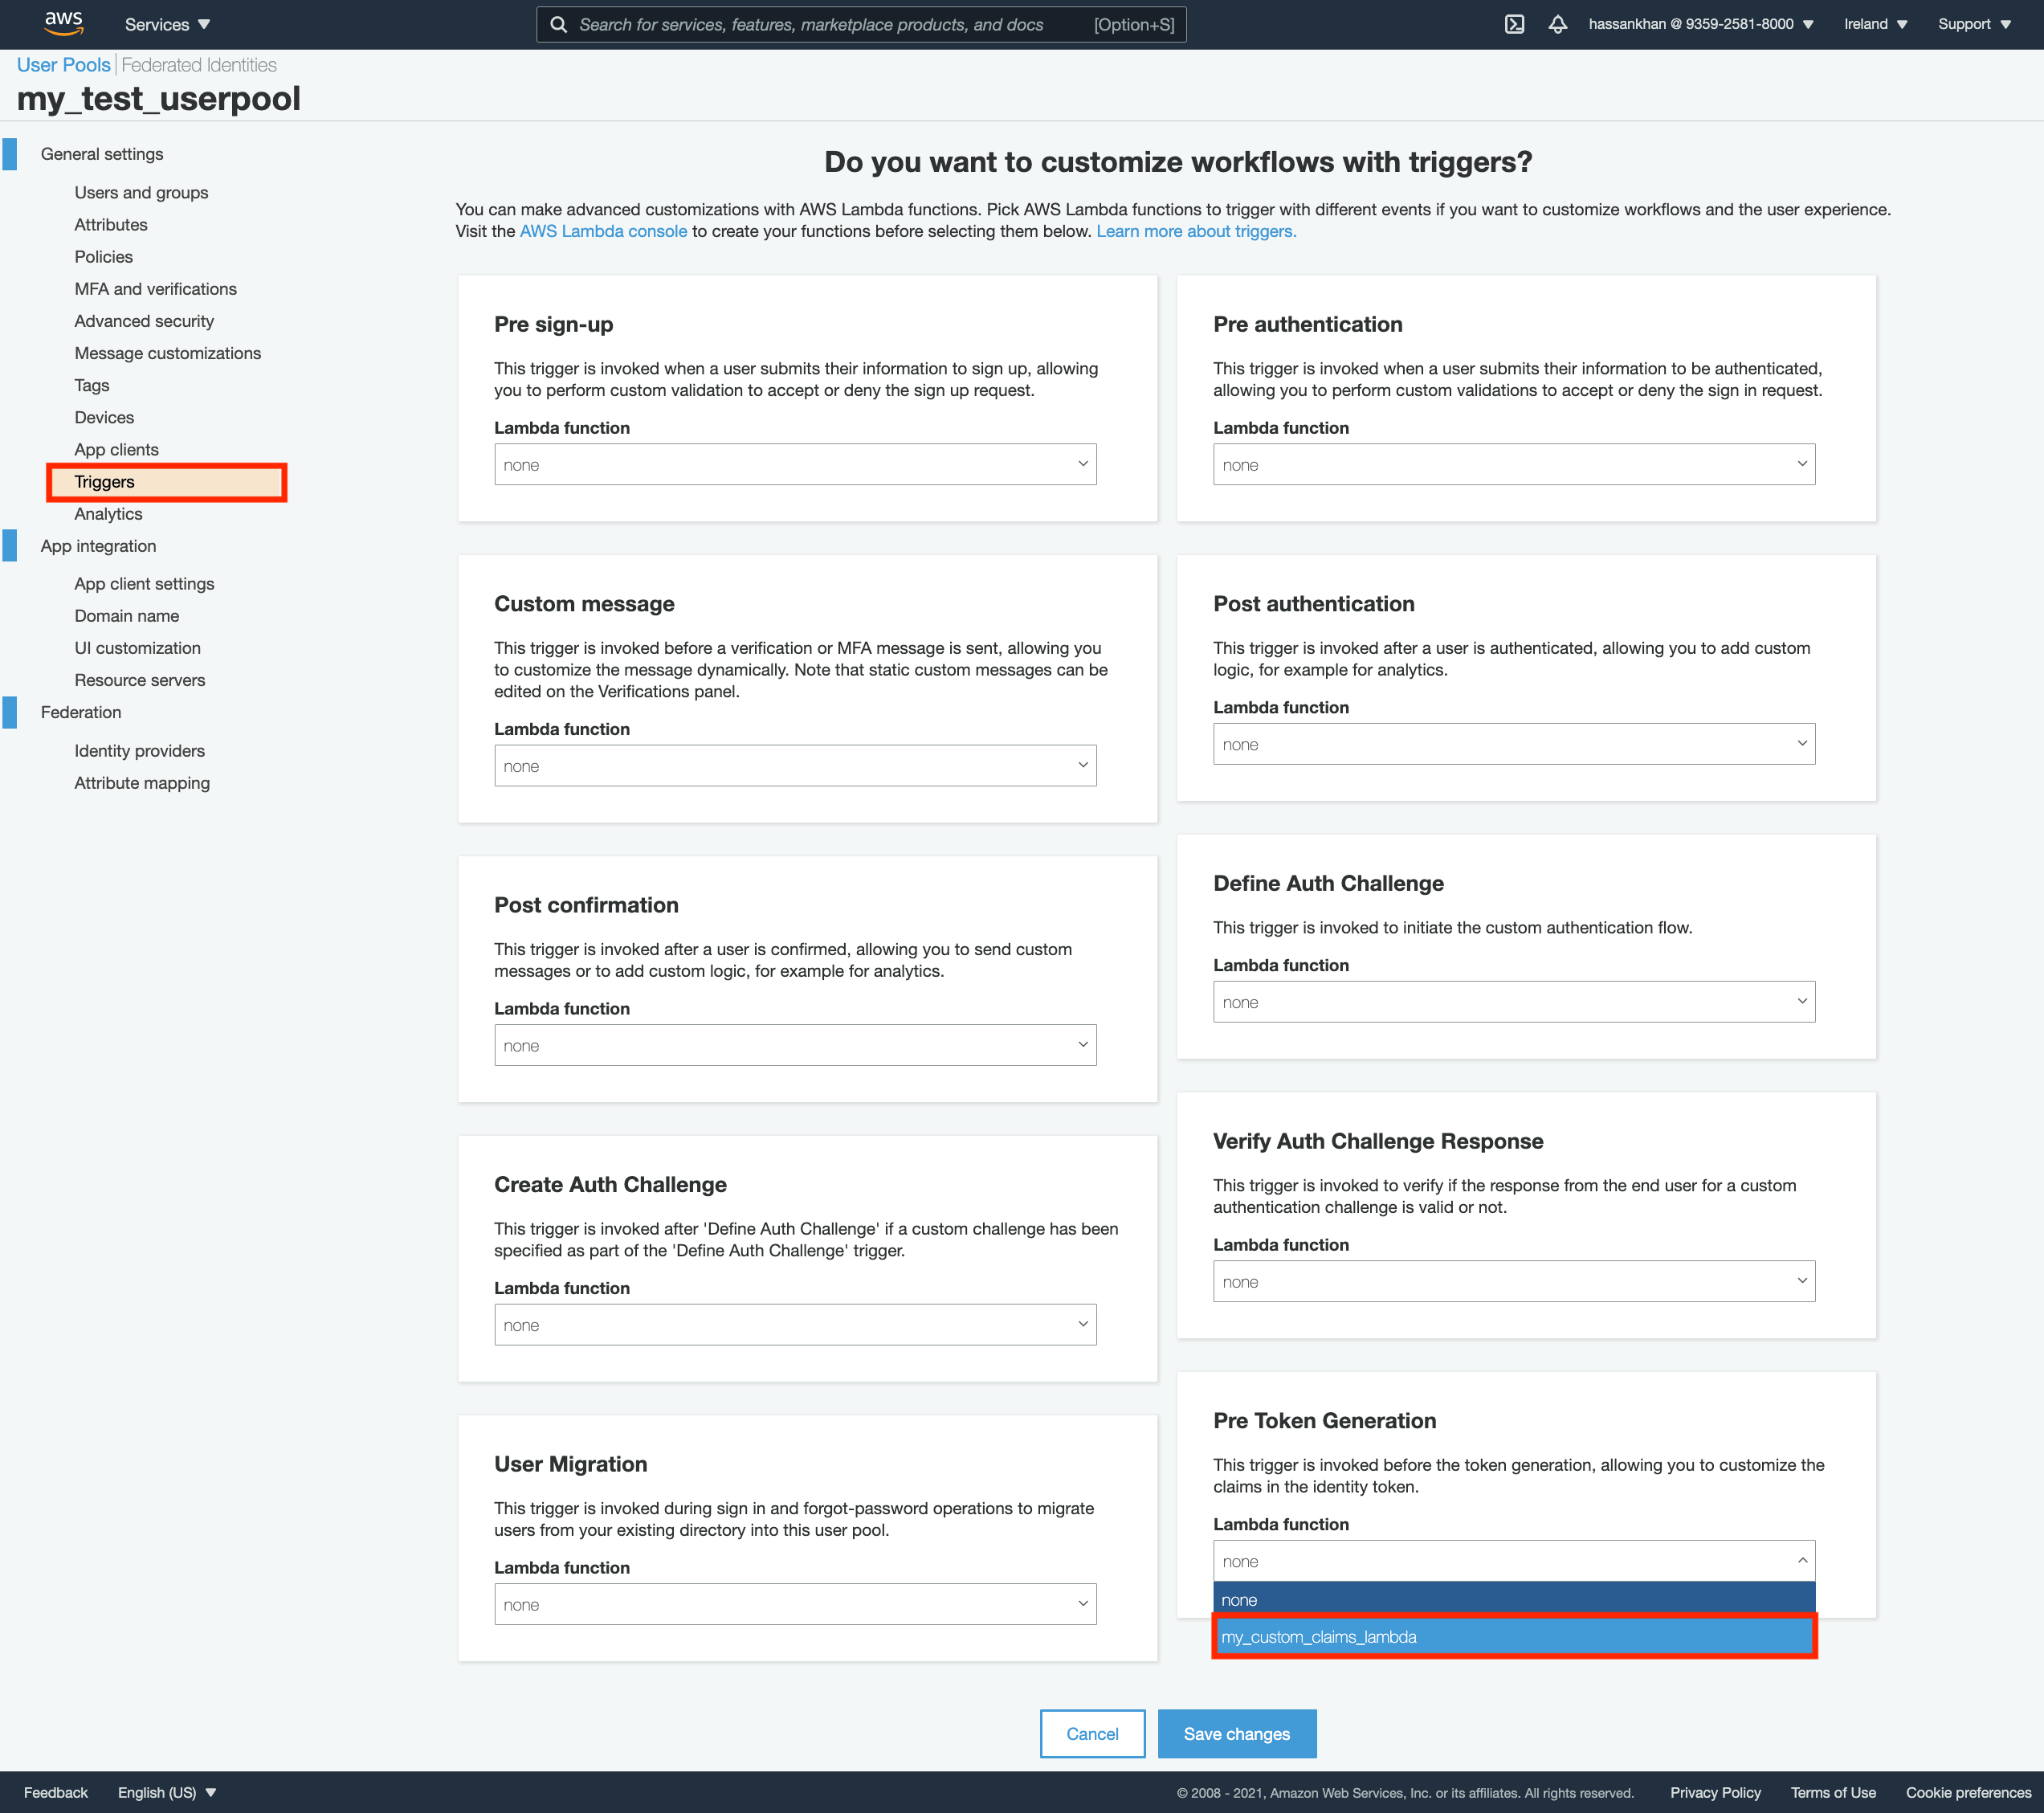 aws
Services
Search for services, features, marketplace products, and docs [Option+S]
hassankhan @ 9359-2581-8000
Ireland
Support
User Pools Federated Identities
my_test_userpool
General settings
Users and groups
Attributes
Policies
MFA and verifications
Advanced security
Message customizations
Tags
Devices
App clients
Triggers
Analytics
App integration
App client settings
Domain name
UI customization
Resource servers
Federation
Identity providers
Attribute mapping
Do you want to customize workflows with triggers?
You can make advanced customizations with AWS Lambda functions. Pick AWS Lambda functions to trigger with different events if you want to customize workflows and the user experience.
Visit the AWS Lambda console to create your functions before selecting them below. Learn more about triggers.
Pre sign-up
This trigger is invoked when a user submits their information to sign up, allowing
you to perform custom validation to accept or deny the sign up request.
Lambda function
none
Custom message
This trigger is invoked before a verification or MFA message is sent, allowing you
to customize the message dynamically. Note that static custom messages can be
edited on the Verifications panel.
Lambda function
none
Post confirmation
This trigger is invoked after a user is confirmed, allowing you to send custom
messages or to add custom logic, for example for analytics.
Lambda function
none
Create Auth Challenge
This trigger is invoked after 'Define Auth Challenge' if a custom challenge has been
specified as part of the 'Define Auth Challenge' trigger.
Lambda function
none
User Migration
This trigger is invoked during sign in and forgot-password operations to migrate
users from your existing directory into this user pool.
Lambda function
none
Pre authentication
This trigger is invoked when a user submits their information to be authenticated,
allowing you to perform custom validations to accept or deny the sign in request.
Lambda function
none
Post authentication
This trigger is invoked after a user is authenticated, allowing you to add custom
logic, for example for analytics.
Lambda function
none
Define Auth Challenge
This trigger is invoked to initiate the custom authentication flow.
Lambda function
none
Verify Auth Challenge Response
This trigger is invoked to verify if the response from the end user for a custom
authentication challenge is valid or not.
Lambda function
none
Pre Token Generation
This trigger is invoked before the token generation, allowing you to customize the
claims in the identity token.
Lambda function
none
none
my_custom_claims_lambda
Cancel
Save changes
Feedback
English (US)
© 2008 - 2021, Amazon Web Services, Inc. or its affiliates. All rights reserved.
Privacy Policy
Terms of Use
Cookie preferences